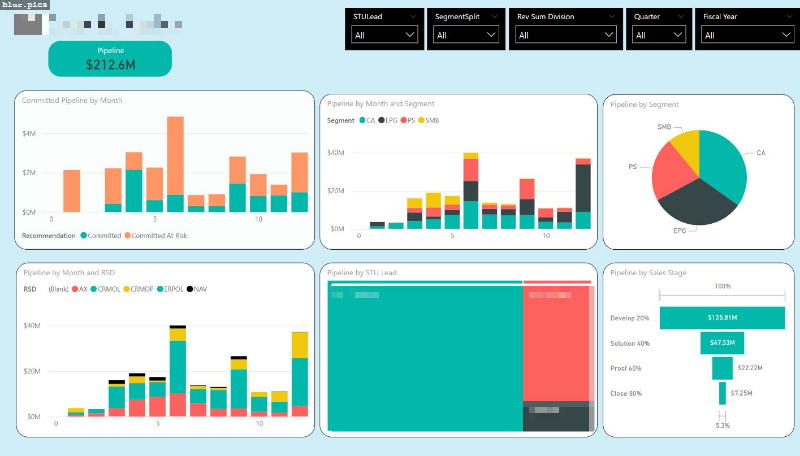 blur.pics
STULead
SegmentSplit
Rev Sum Division
Quarter
Fiscal Year
All
All
All
All
All
Pipeline
$212.6M
Committed Pipeline by Month
$4M
$2M
$0M
0
5
10
Recommendation Committed Committed At Risk
Pipeline by Month and Segment
Segment CA EPG PS SMB
$40M
$20M
$0M
0
5
10
Pipeline by Segment
SMB
CA
PS
EPG
Pipeline by Month and RSD
RSD (Blank) AX CRMOL CRMOP ERPOL NAV
$40M
$20M
$0M
0
5
10
Pipeline by STU Lead
Pipeline by Sales Stage
100%
Develop 20% $135.81M
Solution 40% $47.33M
Proof 60% $22.22M
Close 80% $7.25M
5.3%